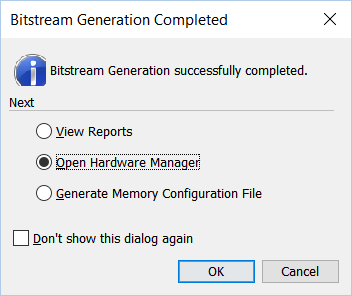 Bitstream Generation Completed
Bitstream Generation successfully completed.
Next
View Reports
Open Hardware Manager
Generate Memory Configuration File
Don't show this dialog again
OK
Cancel